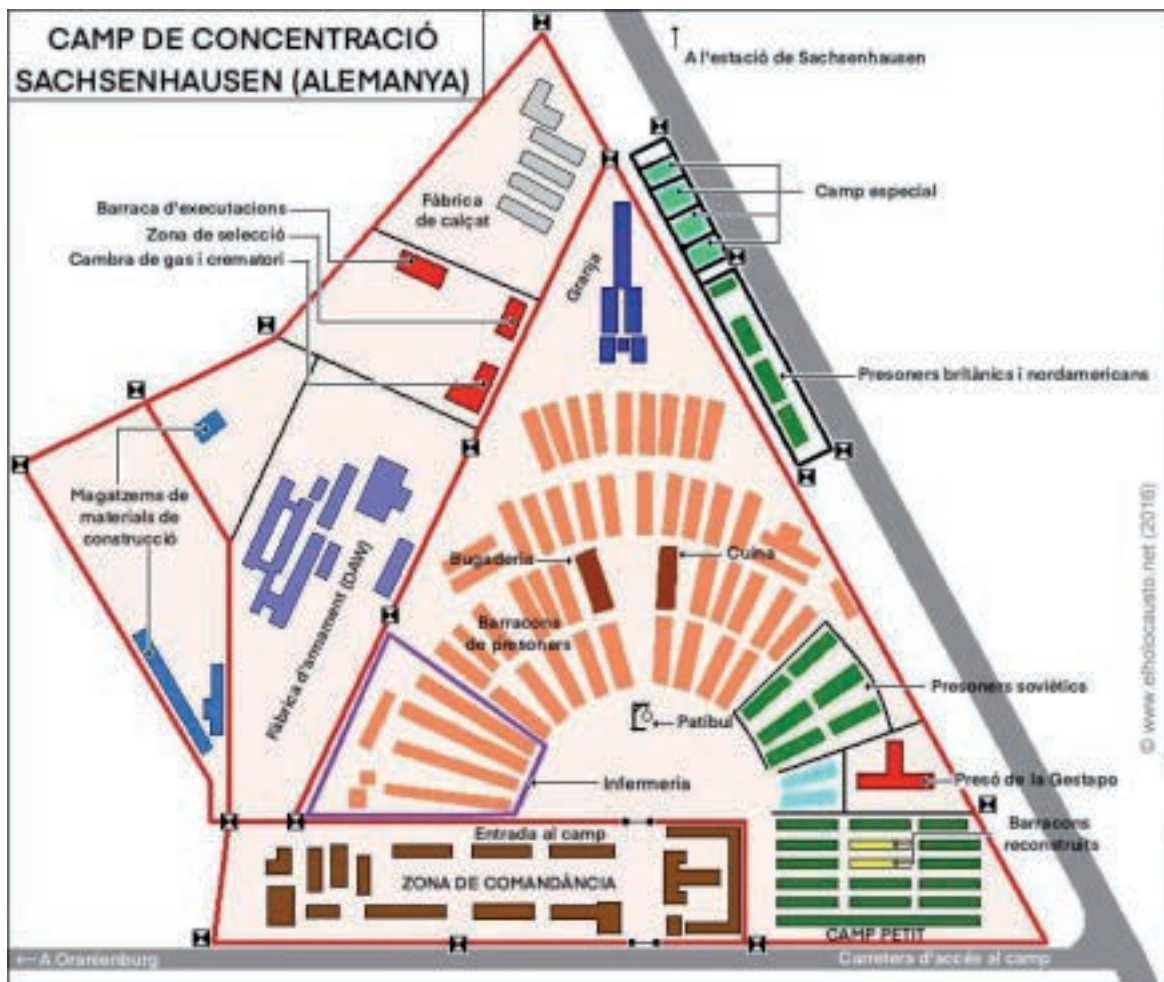 CAMP DE CONCENTRACIÓ
SACHSENHAUSEN (ALEMANYA)
↑
A l'estació de Sachsenhausen
Barraca d'executacions
Zona de selecció
Cambra de gas i crematori
Fàbrica
de calçat
Camp especial
Granja
Presoners britànics i nordamericans
Magatzems de
materials de
construcció
Fàbrica d'armament (DAW)
Bugaderia
Cuina
Barracons
de presoners
Presoners soviètics
Patibul
Infermeria
Presó de la Gestapo
Entrada al camp
Barracons
reconstruits
ZONA DE COMANDÀNCIA
CAMP PETIT
← A Oranienburg
Carretera d'accés al camp
© www.elholocausto.net (2016)